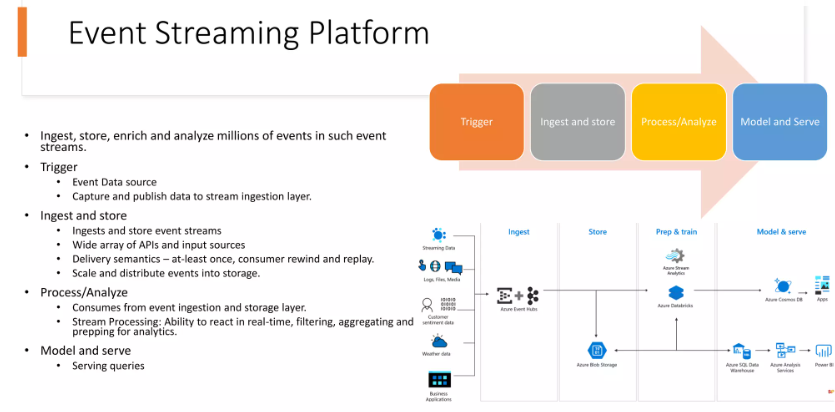 Event Streaming Platform
Trigger
Ingest and store
Process/Analyze
Model and Serve
• Ingest, store, enrich and analyze millions of events in such event
streams.
• Trigger
• Event Data source
• Capture and publish data to stream ingestion layer.
• Ingest and store
• Ingests and store event streams
• Wide array of APIs and input sources
• Delivery semantics – at-least once, consumer rewind and replay.
• Scale and distribute events into storage.
• Process/Analyze
• Consumes from event ingestion and storage layer.
• Stream Processing: Ability to react in real-time, filtering, aggregating and
prepping for analytics.
• Model and serve
• Serving queries
Ingest
Store
Prep & train
Model & serve
Streaming Data
Logs, Files, Media
Customer
sentiment data
Weather data
Business
Applications
Azure Event Hubs
Azure Blob Storage
Azure Stream
Analytics
Azure Databricks
Azure Cosmos DB
Apps
Azure SQL Data
Warehouse
Azure Analysis
Services
Power BI